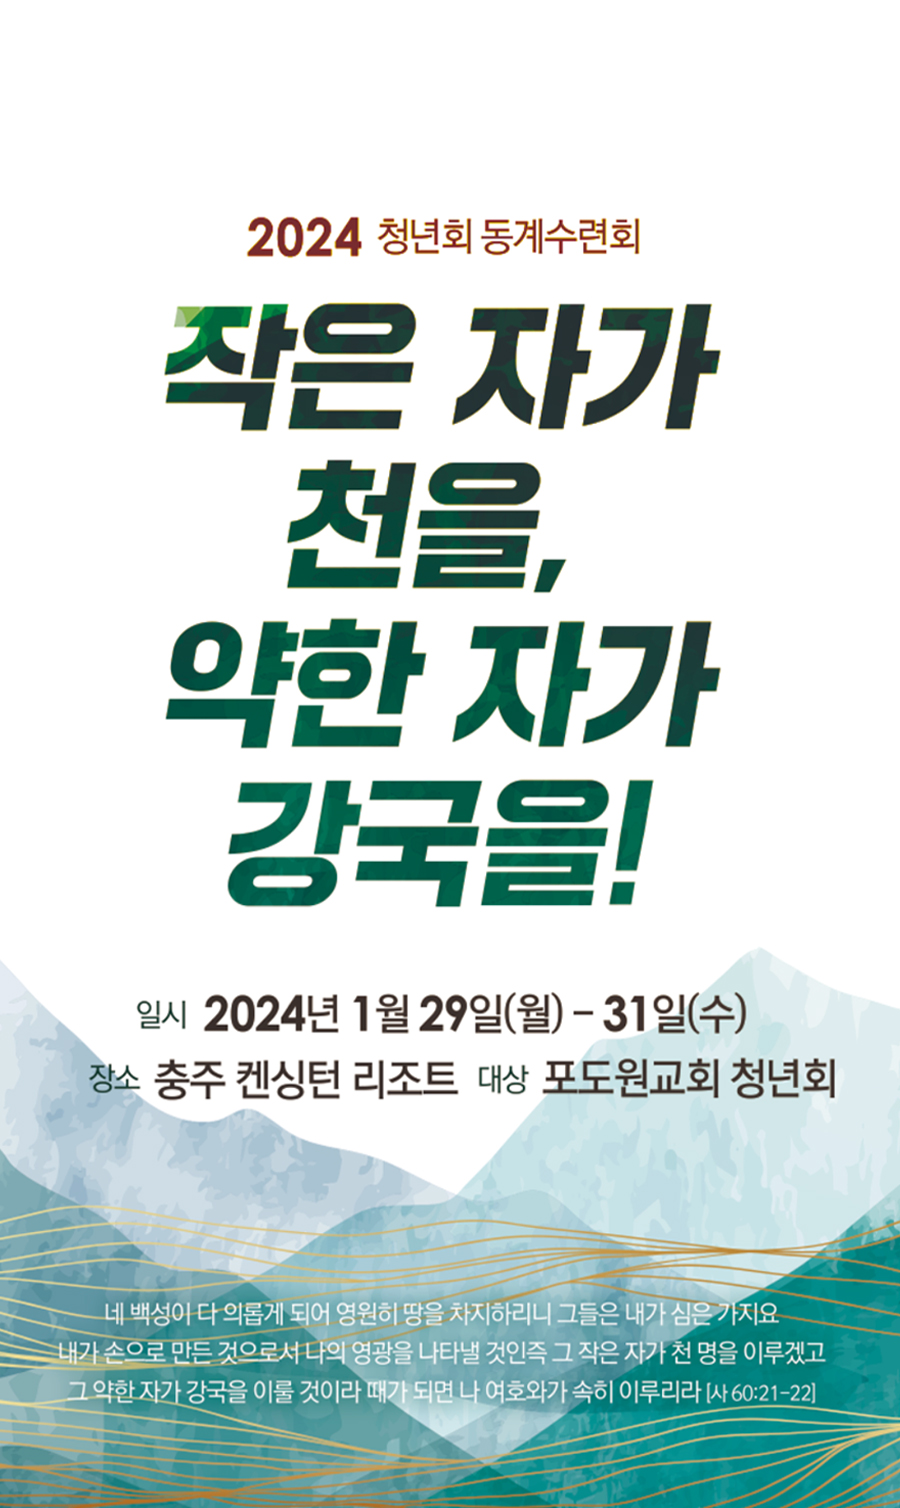 2024 청년회 동계수련회
작은 자가
천을,
약한 자가
강국을!
일시 2024년 1월 29일(월) - 31일(수)
장소 충주 켄싱턴 리조트 대상 포도원교회 청년회
네 백성이 다 의롭게 되어 영원히 땅을 차지하리니 그들은 내가 심은 가지요
내가 손으로 만든 것으로서 나의 영광을 나타낼 것인즉 그 작은 자가 천 명을 이루겠고
그 약한 자가 강국을 이룰 것이라 때가 되면 나 여호와가 속히 이루리라 [사 60:21-22]